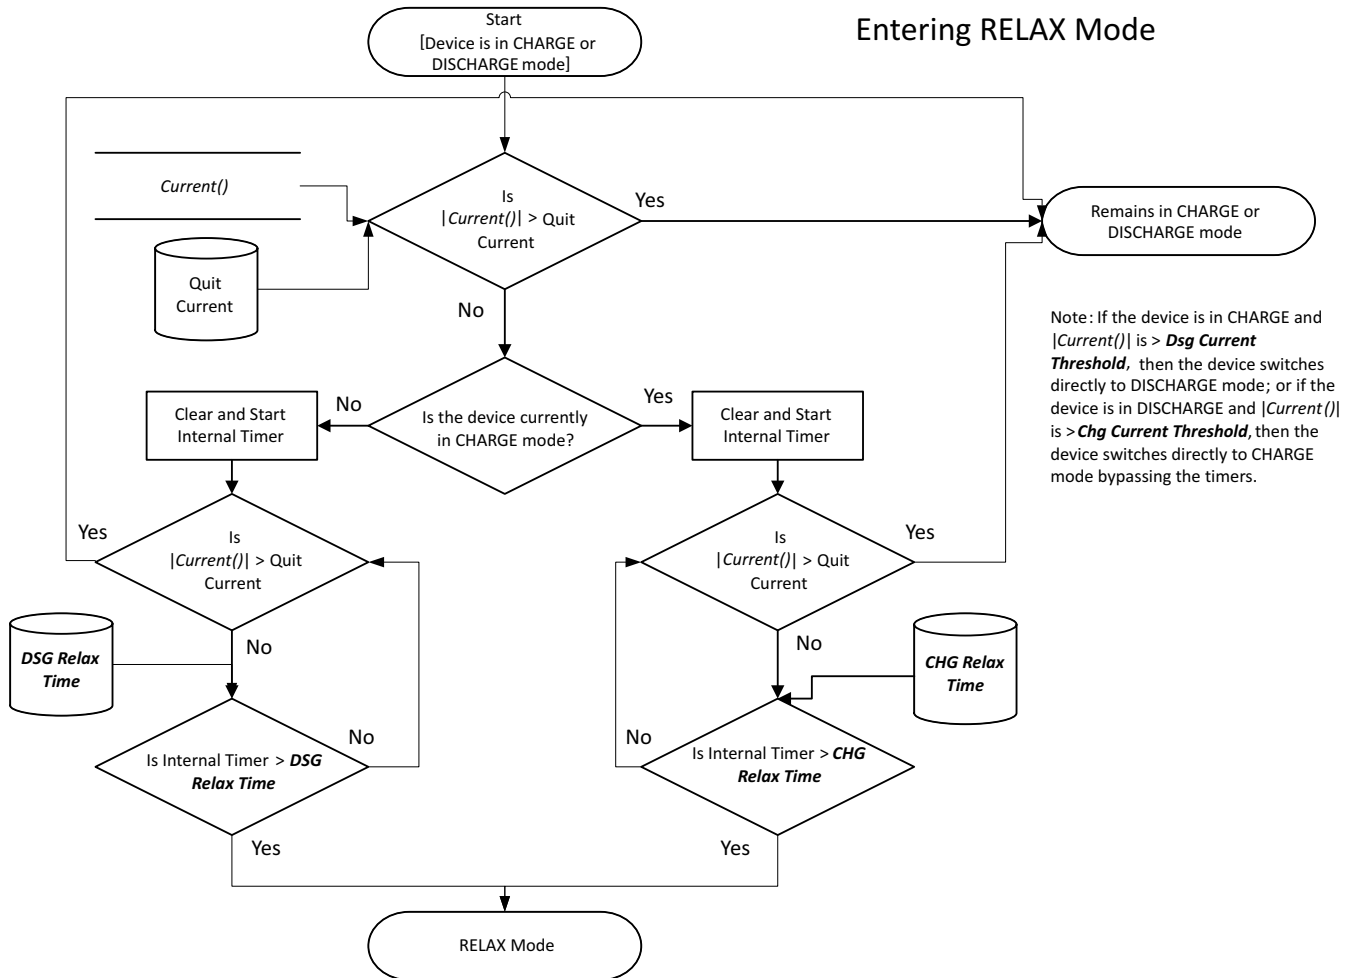 Entering RELAX Mode
Start
[Device is in CHARGE or
DISCHARGE mode]
Current()
Is
|Current()| > Quit
Current
Yes
Remains in CHARGE or
DISCHARGE mode
Quit
Current
No
Note: If the device is in CHARGE and
|Current()| is > Dsg Current
Threshold, then the device switches
directly to DISCHARGE mode; or if the
device is in DISCHARGE and |Current()|
is > Chg Current Threshold, then the
device switches directly to CHARGE
mode bypassing the timers.
Clear and Start
Internal Timer
No
Is the device currently
in CHARGE mode?
Yes
Clear and Start
Internal Timer
Yes
Is
|Current()| > Quit
Current
Is
|Current()| > Quit
Current
Yes
DSG Relax
Time
No
No
CHG Relax
Time
Is Internal Timer > DSG
Relax Time
No
No
Is Internal Timer > CHG
Relax Time
Yes
Yes
RELAX Mode